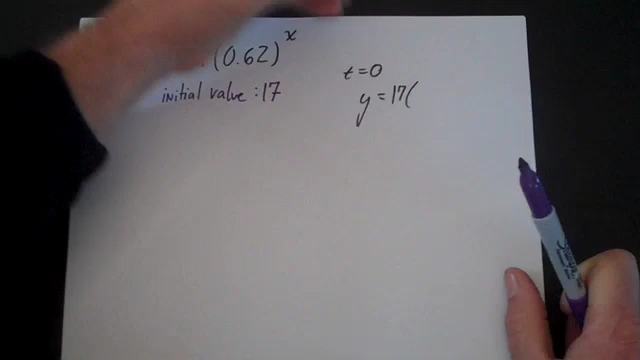 (0.62)^x
initial value : 17
t = 0
y = 17(